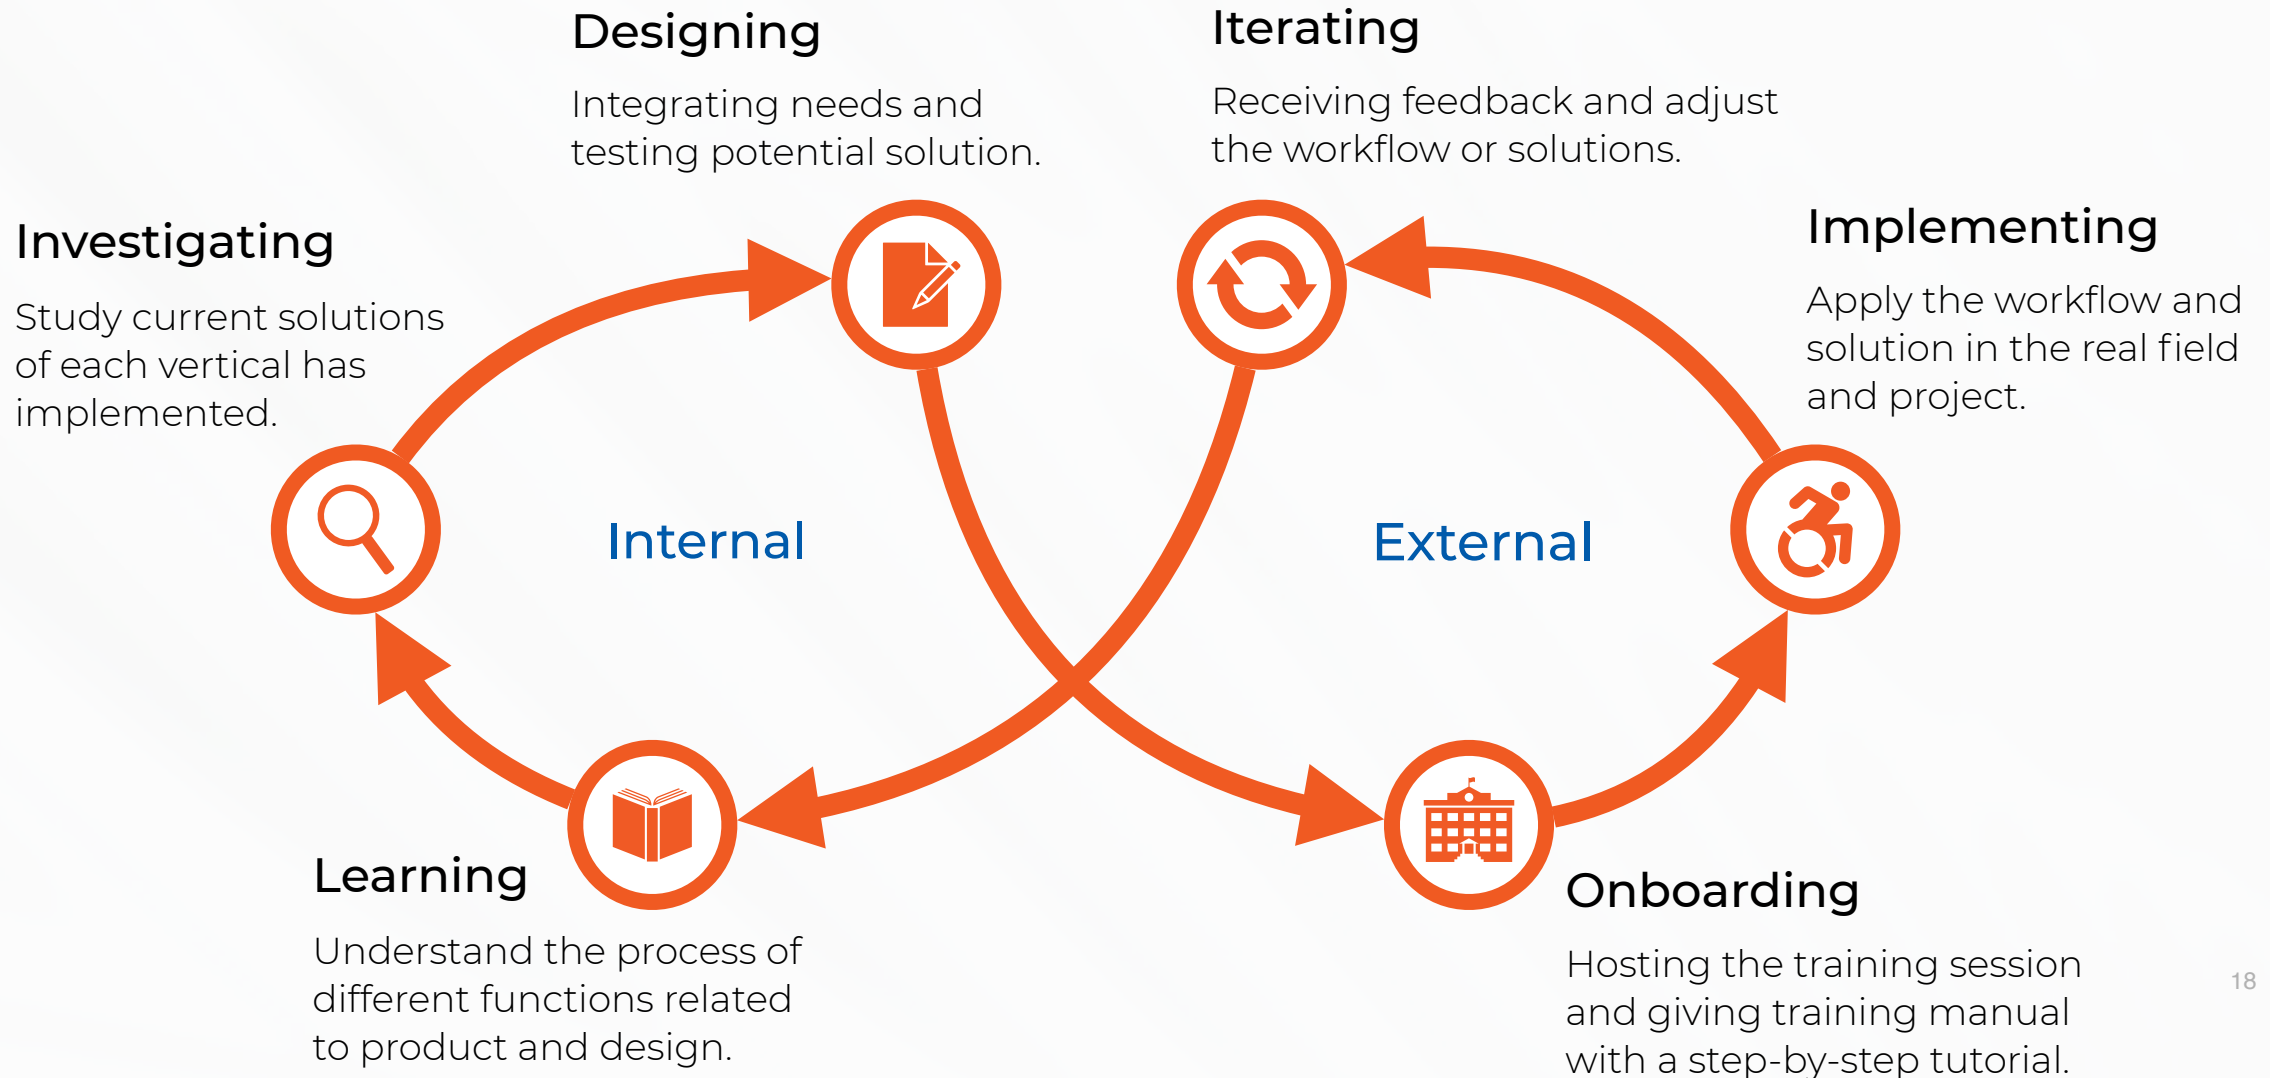 Designing
Integrating needs and
testing potential solution.
Iterating
Receiving feedback and adjust
the workflow or solutions.
Investigating
Study current solutions
of each vertical has
implemented.
Implementing
Apply the workflow and
solution in the real field
and project.
Internal
External
Learning
Understand the process of
different functions related
to product and design.
Onboarding
Hosting the training session
and giving training manual
with a step-by-step tutorial.
18